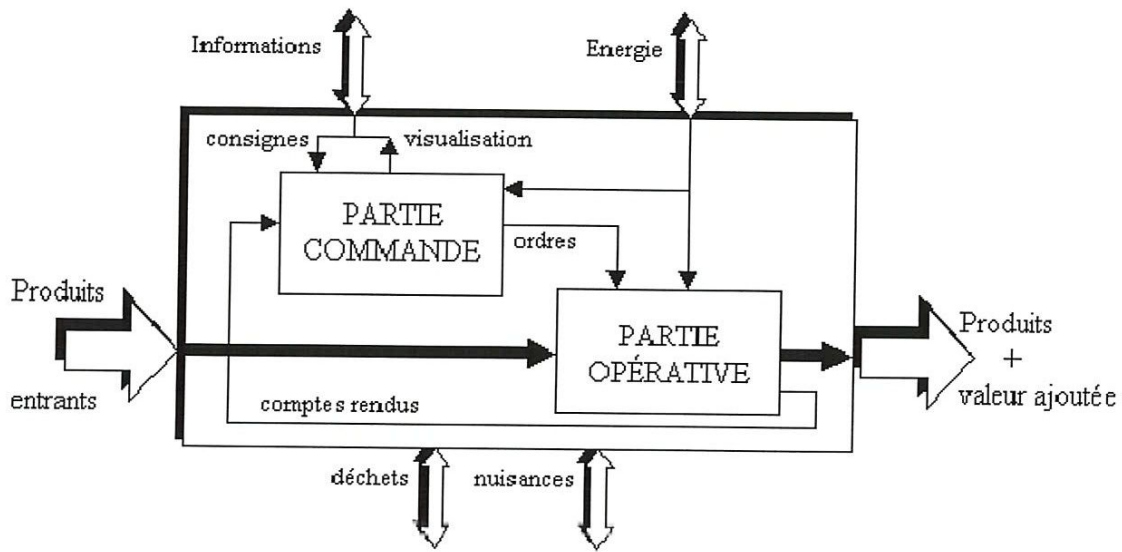 Informations
Energie
consignes
visualisation
PARTIE
COMMANDE
ordres
Produits
entrants
PARTIE
OPÉRATIVE
Produits
+
valeur ajoutée
comptes rendus
déchets
nuisances